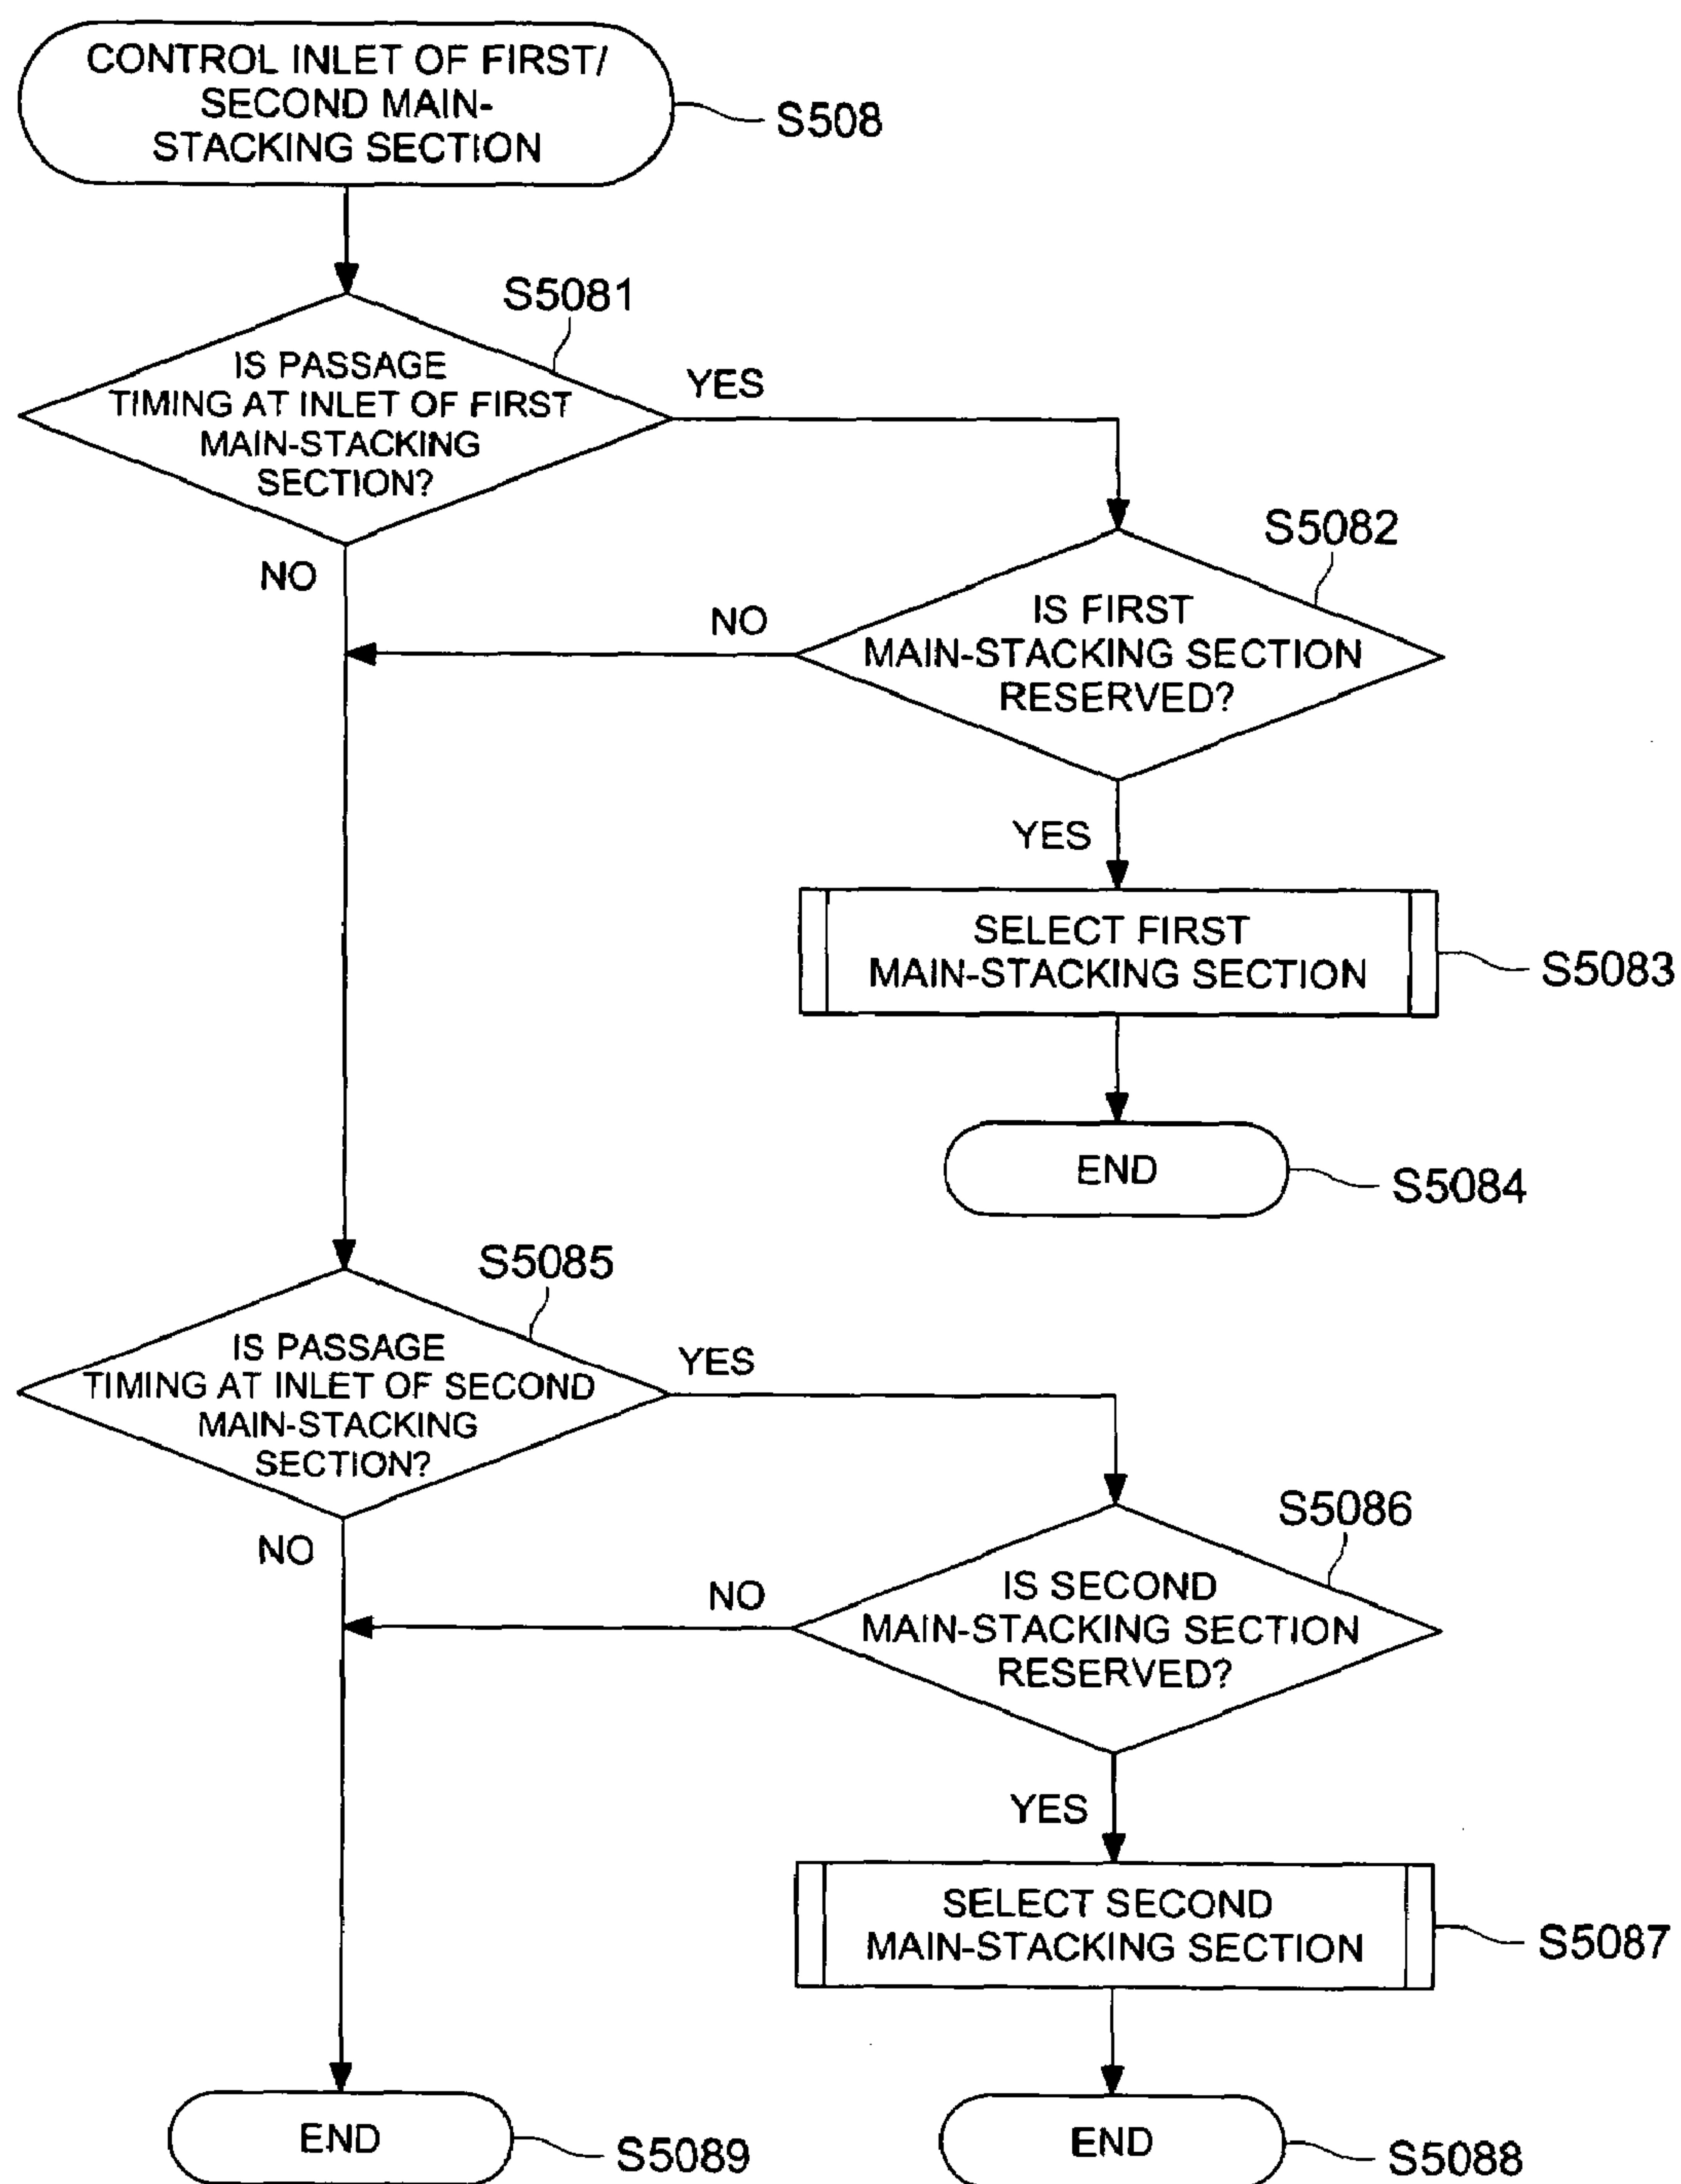 CONTROL INLET OF FIRST/
SECOND MAIN-
STACKING SECTION
S508
S5081
IS PASSAGE
TIMING AT INLET OF FIRST
MAIN-STACKING
SECTION?
YES
NO
S5082
IS FIRST
MAIN-STACKING SECTION
RESERVED?
NO
YES
SELECT FIRST
MAIN-STACKING SECTION
S5083
END
S5084
S5085
IS PASSAGE
TIMING AT INLET OF SECOND
MAIN-STACKING
SECTION?
YES
NO
S5086
IS SECOND
MAIN-STACKING SECTION
RESERVED?
NO
YES
SELECT SECOND
MAIN-STACKING SECTION
S5087
END
S5089
END
S5088